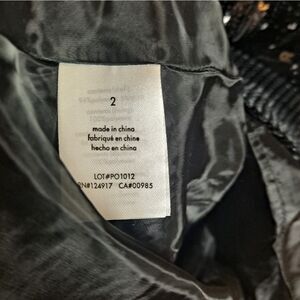 2
made in china
fabriqué en chine
hecho en china
LOT#PO1012
RN#124917 CA#00985